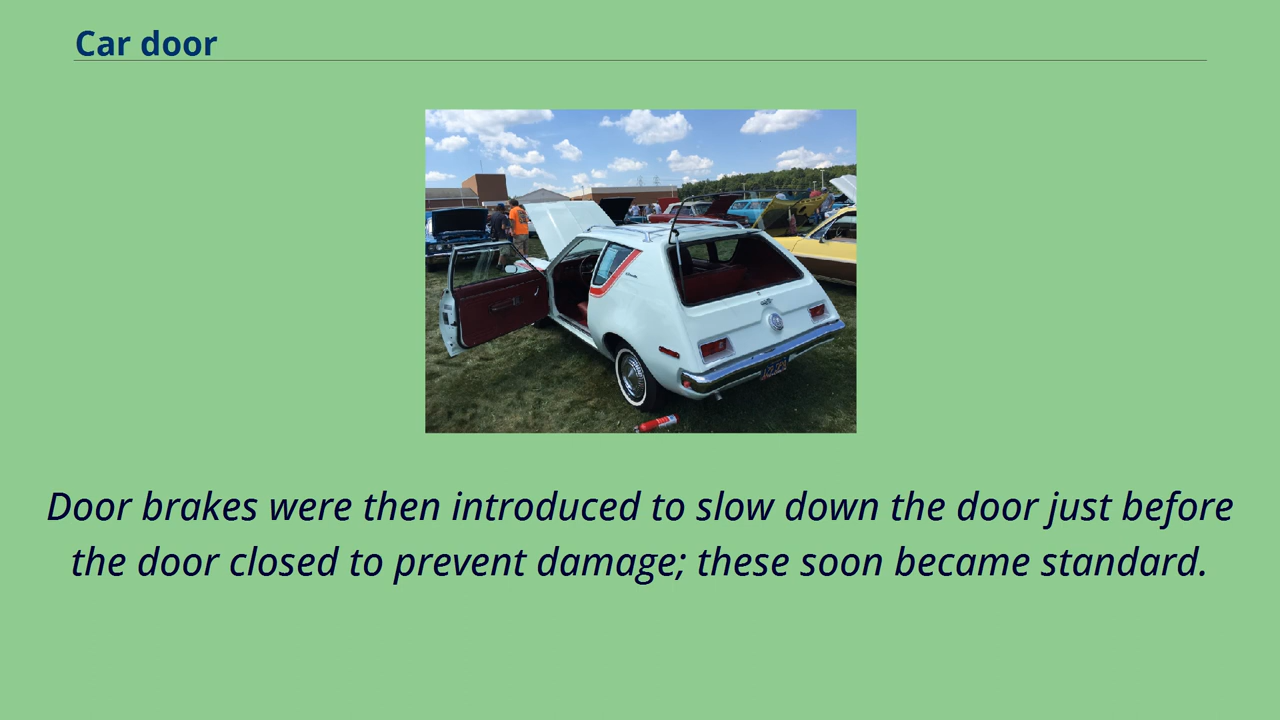 Car door
Door brakes were then introduced to slow down the door just before
the door closed to prevent damage; these soon became standard.